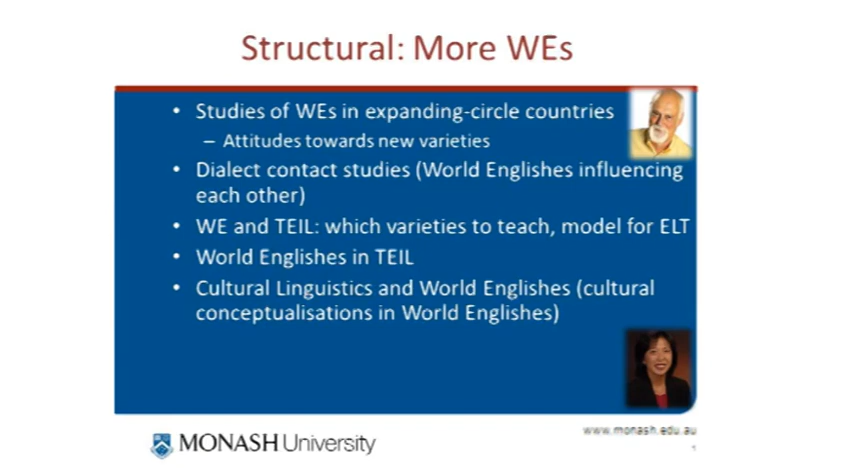 Structural: More WEs
• Studies of WEs in expanding-circle countries
– Attitudes towards new varieties
• Dialect contact studies (World Englishes influencing
each other)
• WE and TEIL: which varieties to teach, model for ELT
• World Englishes in TEIL
• Cultural Linguistics and World Englishes (cultural
conceptualisations in World Englishes)
MONASH University
www.monash.edu.au
1